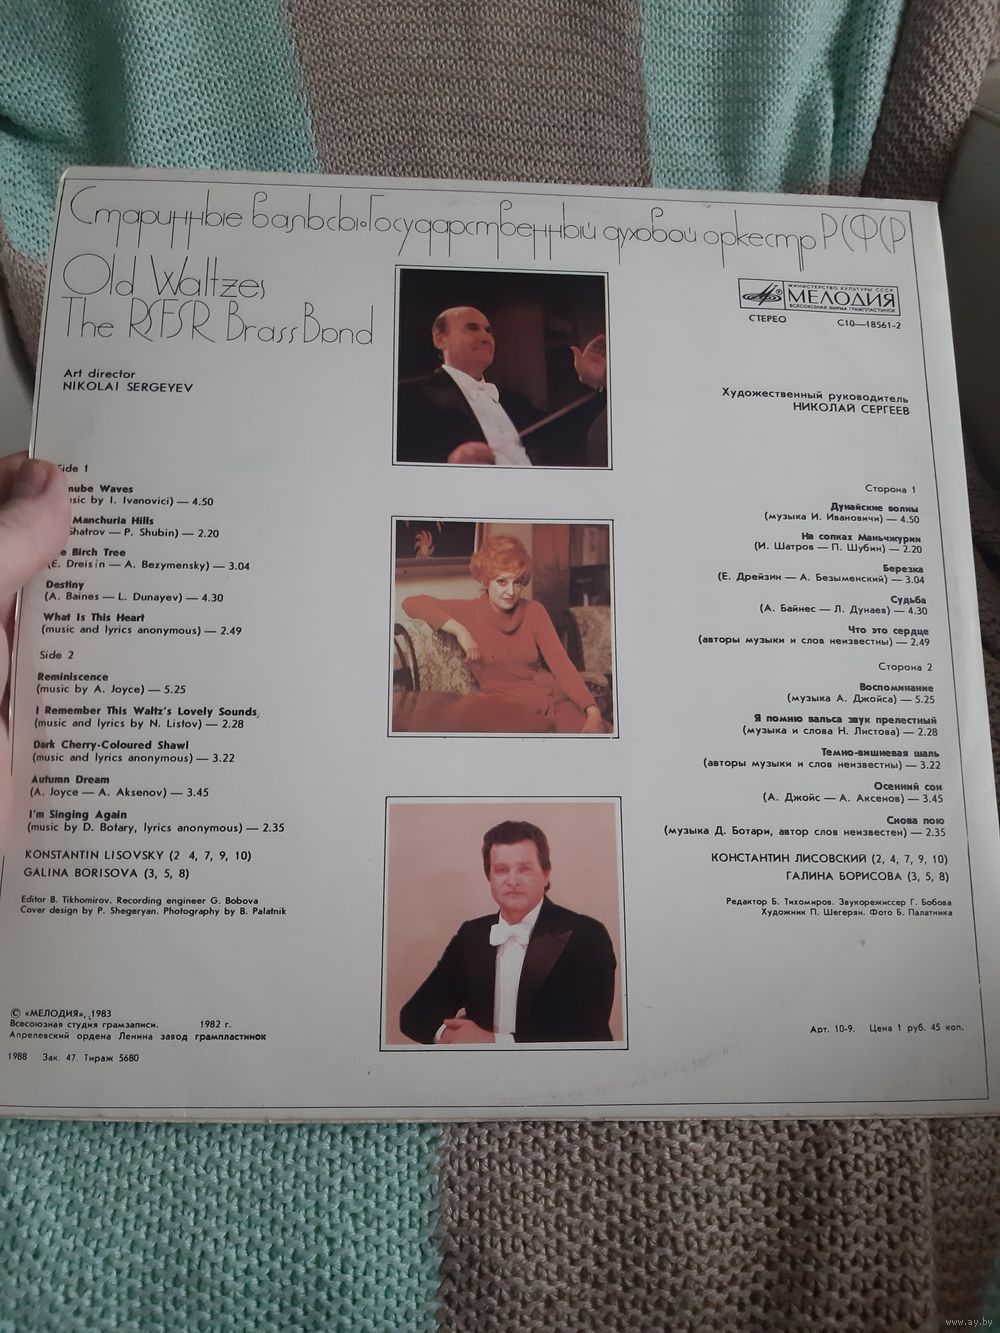 Старинные вальсы•Государственный духовой оркестр РСФСР
Old Waltzes
The RSFSR Brass Band
МИНИСТЕРСТВО КУЛЬТУРЫ СССР
МЕЛОДИЯ
ВСЕСОЮЗНАЯ ФИРМА ГРАМПЛАСТИНОК
СТЕРЕО С10—18561-2
Art director
NIKOLAI SERGEYEV
Художественный руководитель
НИКОЛАЙ СЕРГЕЕВ
ide 1
nube Waves
sic by I. Ivanovici) — 4.50
Manchuria Hills
Shatrov — P. Shubin) — 2.20
e Birch Tree
(E. Dreisin — A. Bezymensky) — 3.04
Destiny
(A. Baines — L. Dunayev) — 4.30
What Is This Heart
(music and lyrics anonymous) — 2.49
Side 2
Reminiscence
(music by A. Joyce) — 5.25
I Remember This Waltz's Lovely Sounds
(music and lyrics by N. Listov) — 2.28
Dark Cherry-Coloured Shawl
(music and lyrics anonymous) — 3.22
Autumn Dream
(A. Joyce — A. Aksenov) — 3.45
I'm Singing Again
(music by D. Botary, lyrics anonymous) — 2.35
KONSTANTIN LISOVSKY (2 4, 7, 9, 10)
GALINA BORISOVA (3, 5, 8)
Editor B. Tikhomirov. Recording engineer G. Bobova
Cover design by P. Shegeryan. Photography by B. Palatnik
Сторона 1
Дунайские волны
(музыка И. Ивановичи) — 4.50
На сопках Маньчжурии
(И. Шатров — П. Шубин) — 2.20
Березка
(Е. Дрейзин — А. Безыменский) — 3.04
Судьба
(А. Байнес — Л. Дунаев) — 4.30
Что это сердце
(авторы музыки и слов неизвестны) — 2.49
Сторона 2
Воспоминание
(музыка А. Джойса) — 5.25
Я помню вальса звук прелестный
(музыка и слова Н. Листова) — 2.28
Темно-вишневая шаль
(авторы музыки и слов неизвестны) — 3.22
Осенний сон
(А. Джойс — А. Аксенов) — 3.45
Снова пою
(музыка Д. Ботари, автор слов неизвестен) — 2.35
КОНСТАНТИН ЛИСОВСКИЙ (2, 4, 7, 9, 10)
ГАЛИНА БОРИСОВА (3, 5, 8)
Редактор Б. Тихомиров. Звукорежиссер Г. Бобова
Художник П. Шегерян. Фото Б. Палатника
© «МЕЛОДИЯ», 1983
Всесоюзная студия грамзаписи. 1982 г.
Апрелевский ордена Ленина завод грампластинок
1988 Зак. 47. Тираж 5680
Арт. 10-9. Цена 1 руб. 45 коп.
www.ay.by